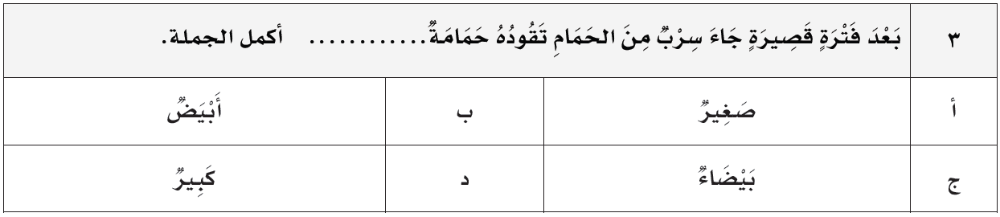 ٣ بَعْدَ فَتْرَةٍ قَصِيرَةٍ جَاءَ سِرْبٌ مِنَ الحَمَامِ تَقُودُهُ حَمَامَةٌ............ أكمل الجملة.
أ صَغِيرٌ ب أَبْيَضٌ
ج بَيْضَاءٌ د كَبِيرٌ